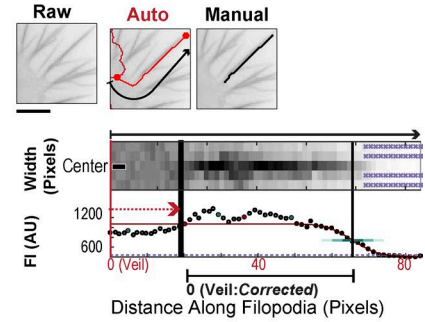 Raw Auto Manual
Width
(Pixels)
Center
FI (AU)
1200
600
0 (Veil) 40 80
0 (Veil:Corrected)
Distance Along Filopodia (Pixels)